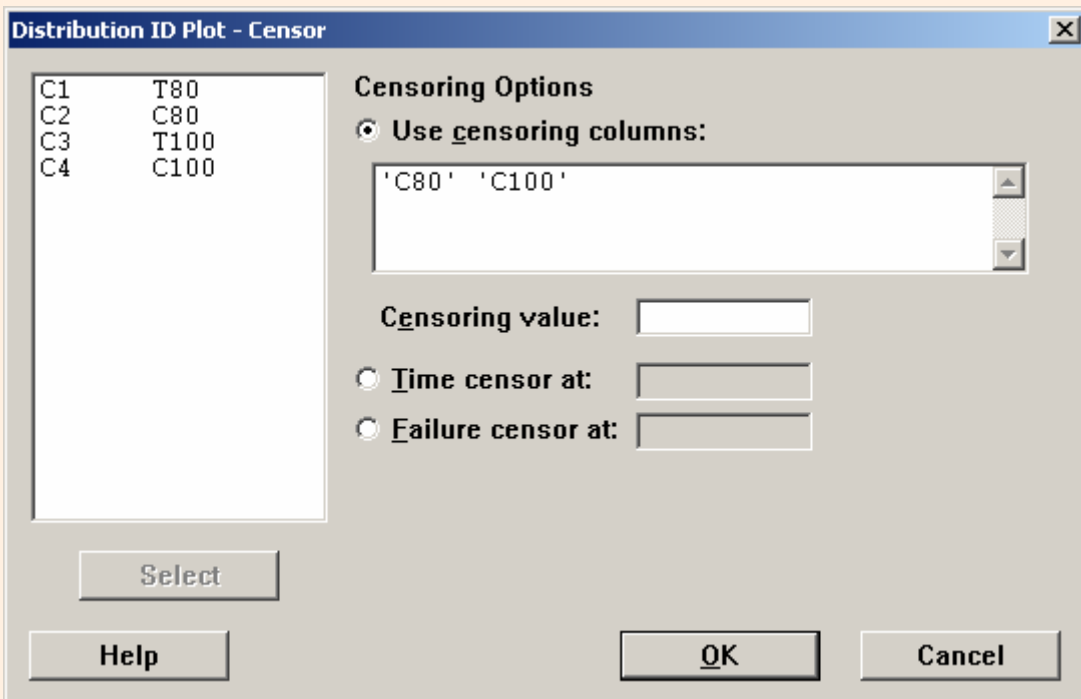 Distribution ID Plot - Censor
C1 T80
C2 C80
C3 T100
C4 C100
Censoring Options
Use censoring columns:
'C80' 'C100'
Censoring value:
Time censor at:
Failure censor at:
Select
Help
OK
Cancel